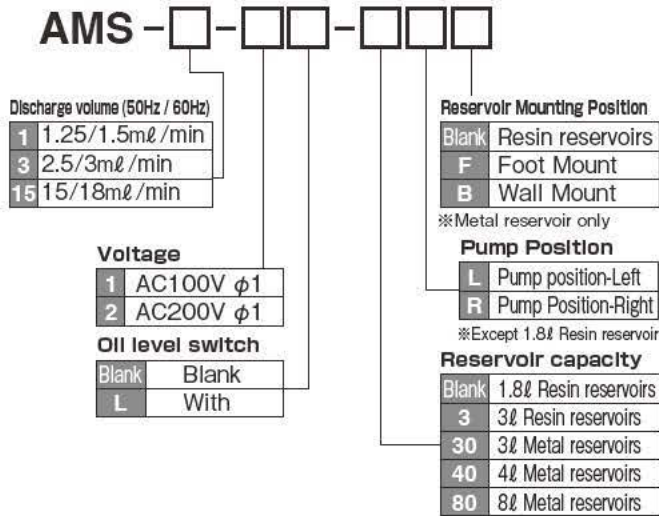 AMS - □ - □□ - □□□
Discharge volume (50Hz / 60Hz)
1 1.25/1.5mℓ/min
3 2.5/3mℓ/min
15 15/18mℓ/min
Voltage
1 AC100V φ1
2 AC200V φ1
Oil level switch
Blank Blank
L With
Reservoir Mounting Position
Blank Resin reservoirs
F Foot Mount
B Wall Mount
※Metal reservoir only
Pump Position
L Pump position-Left
R Pump Position-Right
※Except 1.8ℓ Resin reservoir
Reservoir capacity
Blank 1.8ℓ Resin reservoirs
3 3ℓ Resin reservoirs
30 3ℓ Metal reservoirs
40 4ℓ Metal reservoirs
80 8ℓ Metal reservoirs